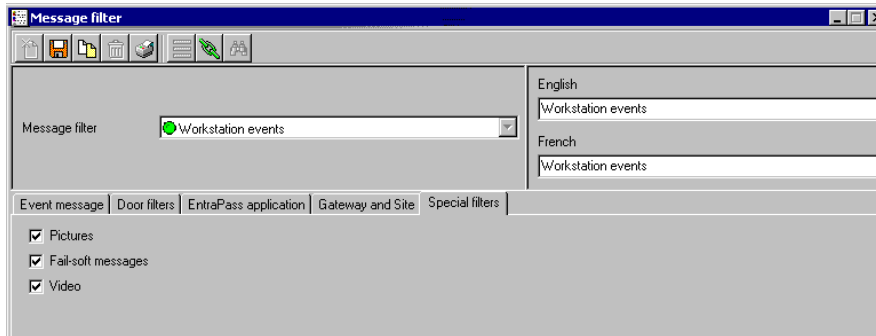 Message filter
English
Workstation events
Message filter
Workstation events
French
Workstation events
Event message
Door filters
EntraPass application
Gateway and Site
Special filters
Pictures
Fail-soft messages
Video